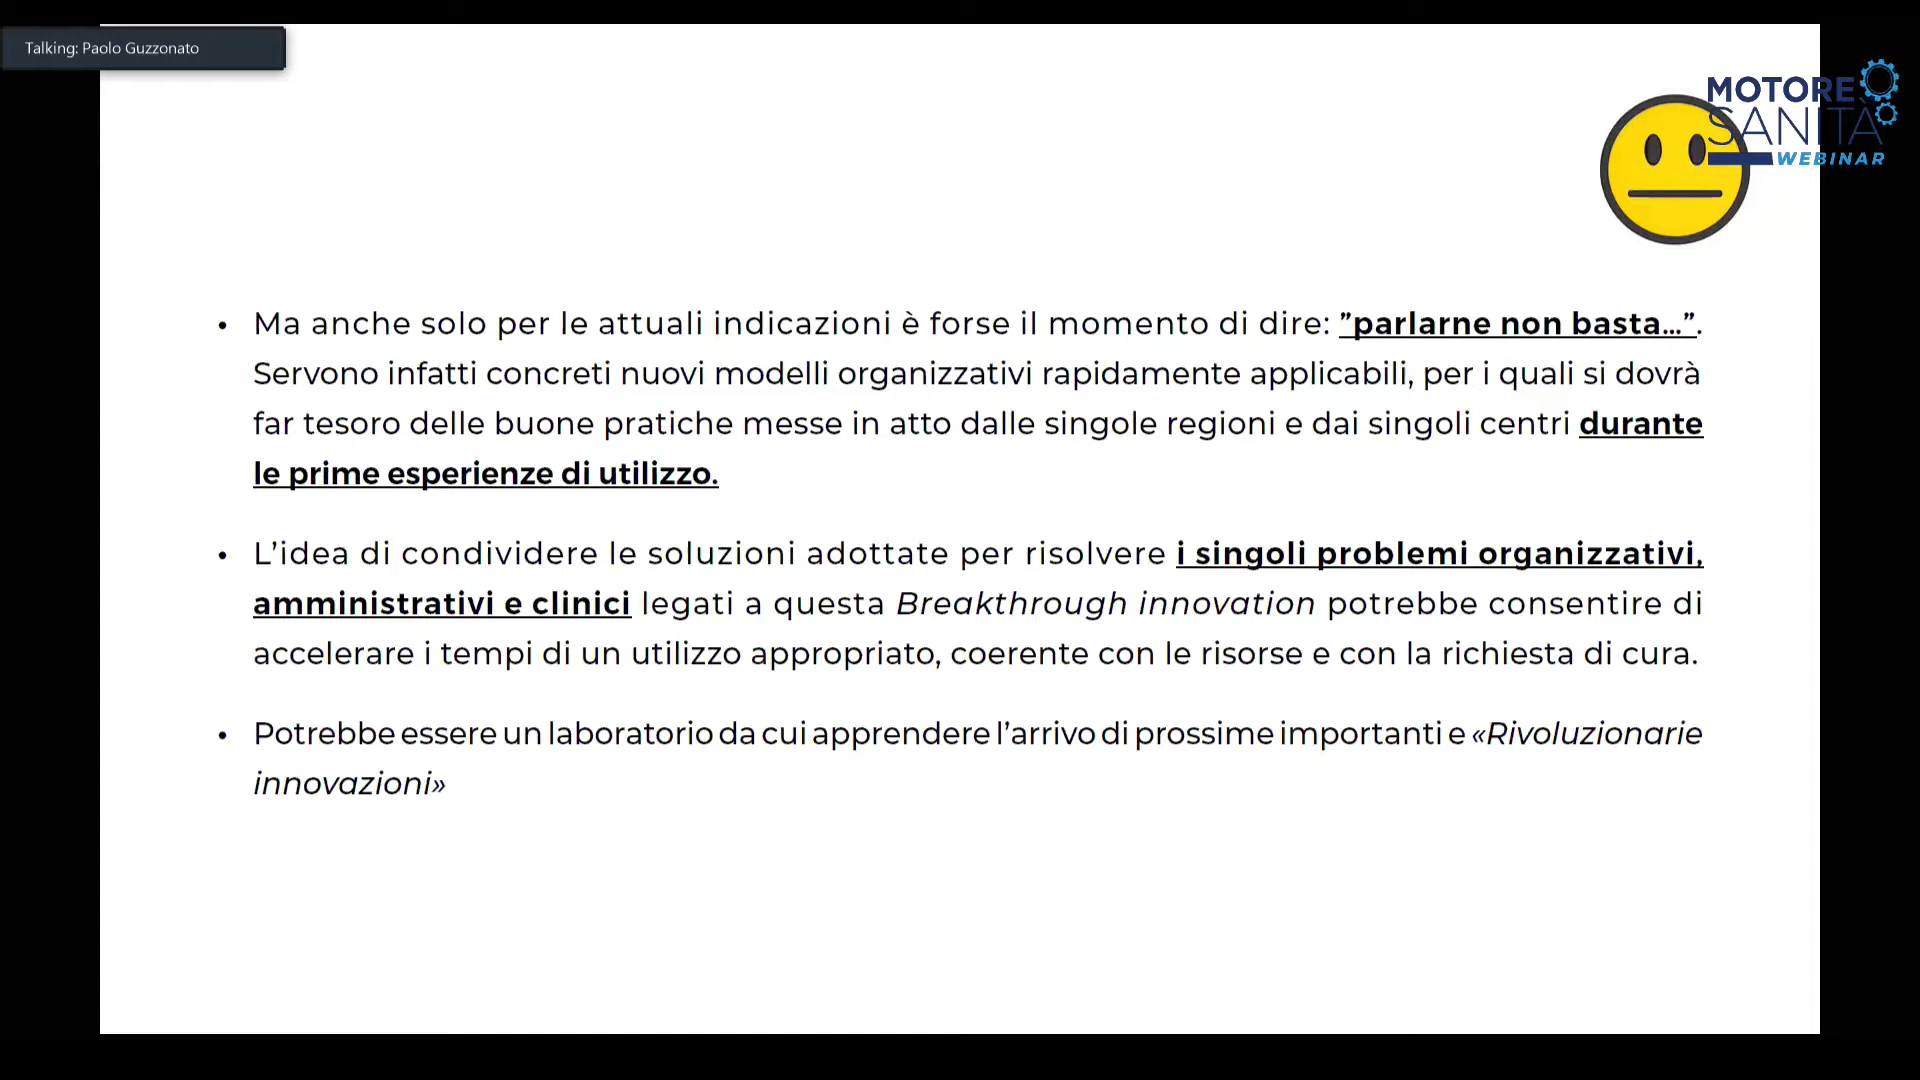 Talking: Paolo Guzzonato
MOTORE
SANITÀ
WEBINAR
• Ma anche solo per le attuali indicazioni è forse il momento di dire: ”parlarne non basta...”.
Servono infatti concreti nuovi modelli organizzativi rapidamente applicabili, per i quali si dovrà
far tesoro delle buone pratiche messe in atto dalle singole regioni e dai singoli centri durante
le prime esperienze di utilizzo.
• L’idea di condividere le soluzioni adottate per risolvere i singoli problemi organizzativi,
amministrativi e clinici legati a questa Breakthrough innovation potrebbe consentire di
accelerare i tempi di un utilizzo appropriato, coerente con le risorse e con la richiesta di cura.
• Potrebbe essere un laboratorio da cui apprendere l’arrivo di prossime importanti e «Rivoluzionarie
innovazioni»